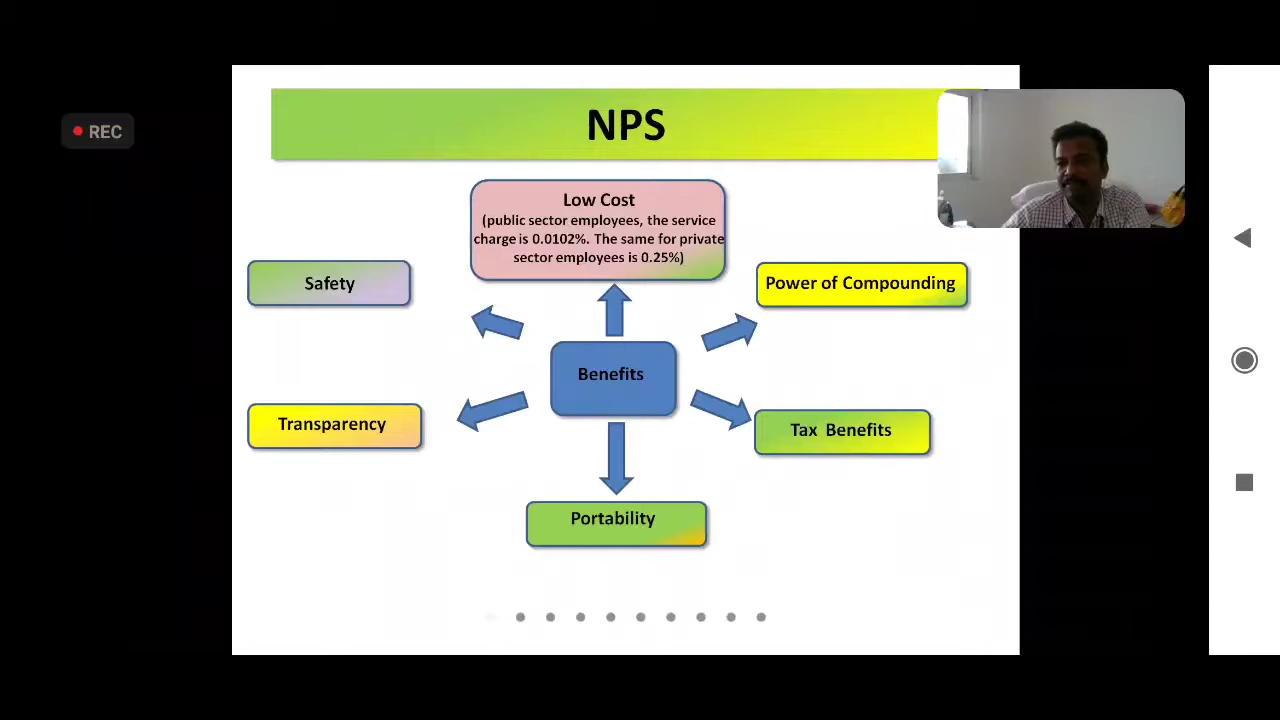 NPS
REC
Low Cost
(public sector employees, the service
charge is 0.0102%. The same for private
sector employees is 0.25%)
Safety
Power of Compounding
Benefits
Transparency
Tax Benefits
Portability